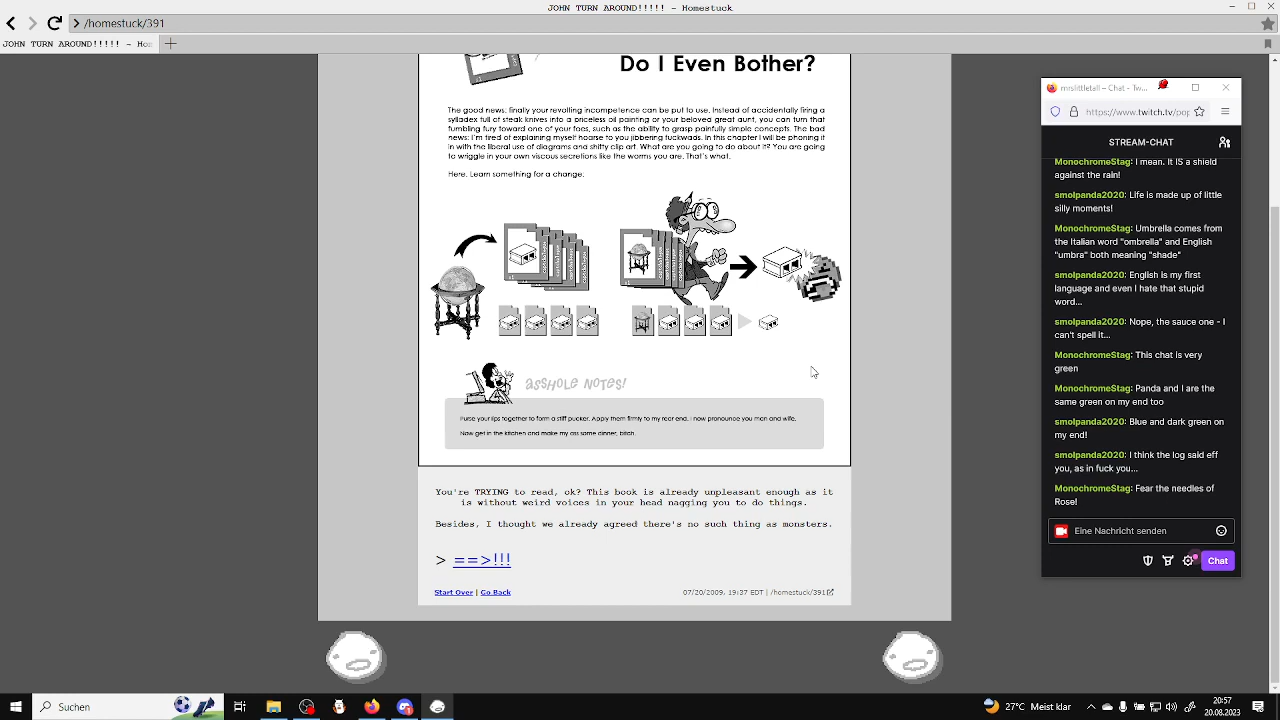 JOHN TURN AROUND!!!!! - Homestuck
/homestuck/391
JOHN TURN AROUND!!!!! - Hom
Do I Even Bother?
The good news: finally your revolting incompetence can be put to use. Instead of accidentally firing a
sylladex full of steak knives into a priceless oil painting or your beloved great aunt, you can turn that
fumbling fury toward one of your foes, such as the ability to grasp painfully simple concepts. The bad
news: I'm tired of explaining myself hoarse to you jibbering fuckwads. In this chapter I will be phoning it
in with the liberal use of diagrams and shitty clip art. What are you going to do about it? You are going
to wriggle in your own viscous secretions like the worms you are. That's what.
Here. Learn something for a change:
asshole notes!
Purse your lips together to form a stiff pucker. Apply them firmly to my rear end. I now pronounce you man and wife.
Now get in the kitchen and make my ass some dinner, bitch.
You're TRYING to read, ok? This book is already unpleasant enough as it
is without weird voices in your head nagging you to do things.
Besides, I thought we already agreed there's no such thing as monsters.
> ==>!!!
Start Over | Go Back
07/20/2009, 19:37 EDT | /homestuck/391
mrslittletall – Chat - Tw...
https://www.twitch.tv/pop
STREAM-CHAT
MonochromeStag: I mean. It IS a shield
against the rain!
smolpanda2020: Life is made up of little
silly moments!
MonochromeStag: Umbrella comes from
the Italian word "ombrella" and English
"umbra" both meaning "shade"
smolpanda2020: English is my first
language and even I hate that stupid
word...
smolpanda2020: Nope, the sauce one - I
can't spell it...
MonochromeStag: This chat is very
green
MonochromeStag: Panda and I are the
same green on my end too
smolpanda2020: Blue and dark green on
my end!
smolpanda2020: I think the log said eff
you, as in fuck you...
MonochromeStag: Fear the needles of
Rose!
Eine Nachricht senden
Chat
Suchen
27°C Meist klar
20:57
20.08.2023